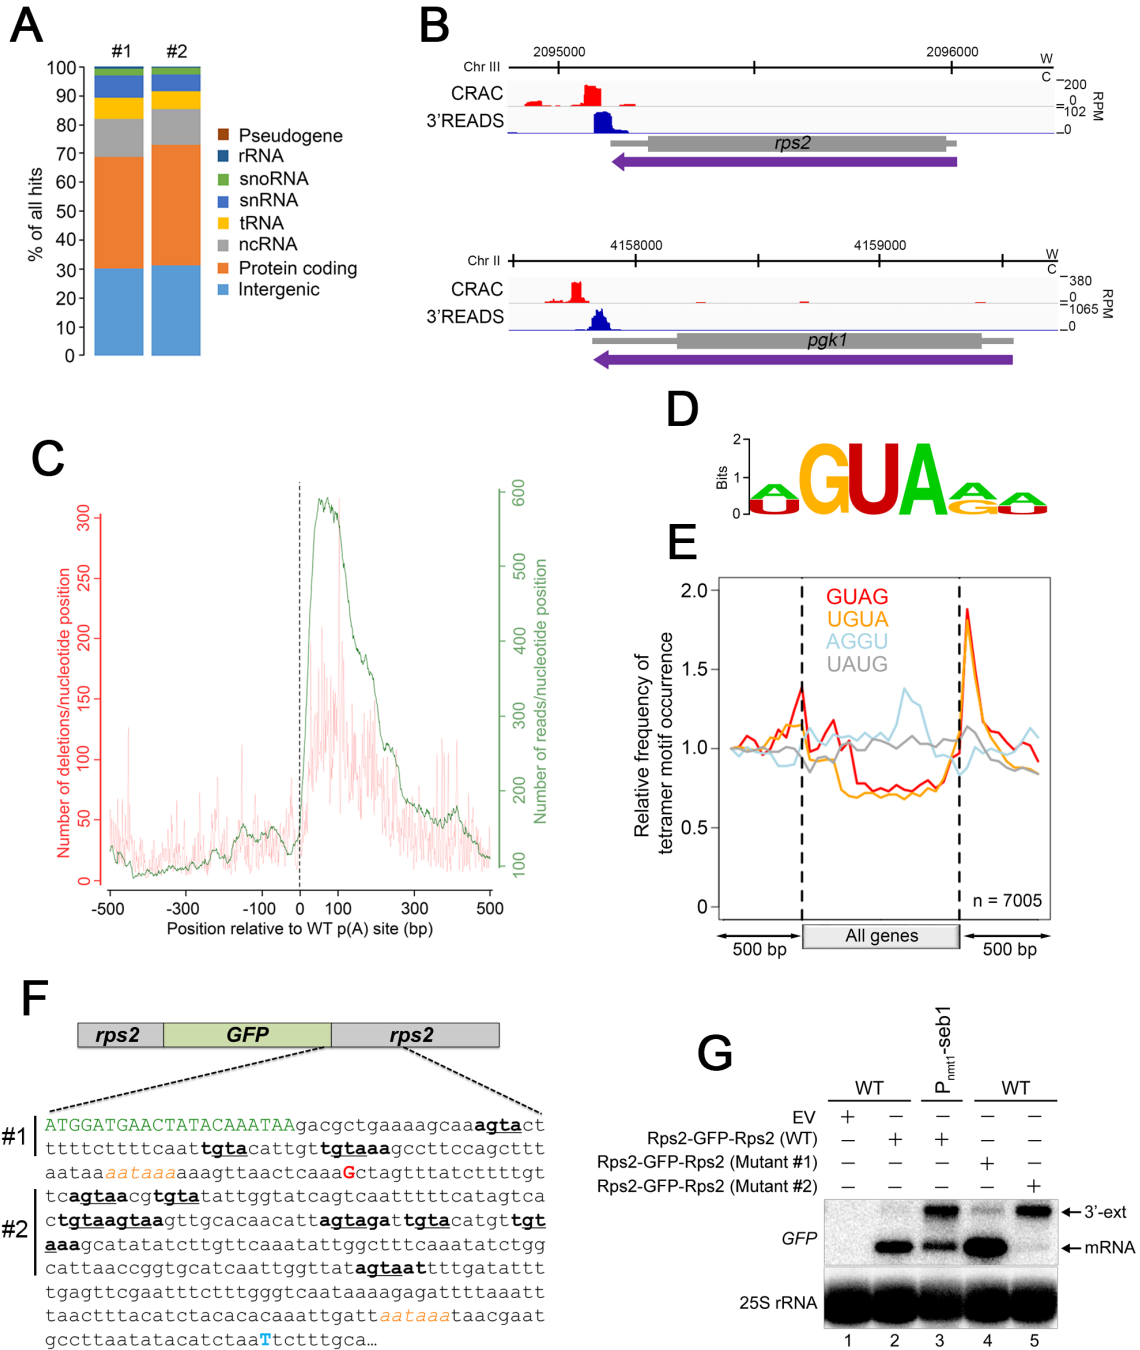 A
#1 #2
100
90
80
70
60
50
40
30
20
10
0
% of all hits
Pseudogene
rRNA
snoRNA
snRNA
tRNA
ncRNA
Protein coding
Intergenic
B
2095000 2096000
Chr III W
C
CRAC 200
0
3'READS 102
0
RPM
rps2
4158000 4159000
Chr II W
C
CRAC 380
0
3'READS 1065
0
RPM
pgk1
C
Number of deletions/nucleotide position
300
250
200
150
100
50
0
600
500
400
300
200
100
Number of reads/nucleotide position
-500 -300 -100 0 100 300 500
Position relative to WT p(A) site (bp)
D
Bits
2
1
0
GUA
E
Relative frequency of
tetramer motif occurrence
2.0
1.5
1.0
0.5
0
GUAG
UGUA
AGGU
UAUG
n = 7005
500 bp All genes 500 bp
F
rps2 GFP rps2
#1
ATGGATGAACTATACAAATAAgacgctgaaaagcaaagtact
ttttctttcaattgtacattgttgtaaagccttccagcttt
aataaaataaaaaaagttaactcaaaGctagtttatcttttgt
#2
tcagtaacgtgtatattggtatcagtcaatttttcatagtca
ctgtaagtaagttgcacaacattagtagattgtacatgttgt
aaagcatatatcttgttcaaatattggctttcaaatatctgg
cattaaccggtgcatcaattggttatagtaattttgatattt
tgagttcgaatttcggtcaataaaaagagattttaaattt
taactttatactacacacaaattgattaataaataacgaat
gccttaatatacatctaaTtctttgca…
G
WT Pnmt1-seb1 WT
EV + – – – –
Rps2-GFP-Rps2 (WT) – + + – –
Rps2-GFP-Rps2 (Mutant #1) – – – + –
Rps2-GFP-Rps2 (Mutant #2) – – – – +
GFP
3'-ext
mRNA
25S rRNA
1 2 3 4 5